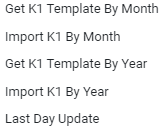 Get K1 Template By Month
Import K1 By Month
Get K1 Template By Year
Import K1 By Year
Last Day Update